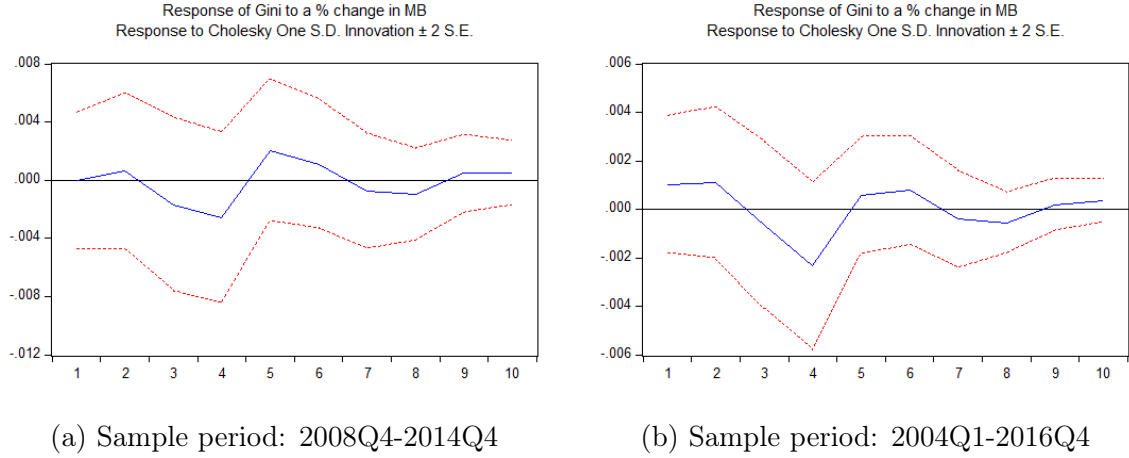 Response of Gini to a % change in MB
Response to Cholesky One S.D. Innovation ± 2 S.E.
.008
.004
.000
-.004
-.008
-.012
1 2 3 4 5 6 7 8 9 10
(a) Sample period: 2008Q4-2014Q4
Response of Gini to a % change in MB
Response to Cholesky One S.D. Innovation ± 2 S.E.
.006
.004
.002
.000
-.002
-.004
-.006
1 2 3 4 5 6 7 8 9 10
(b) Sample period: 2004Q1-2016Q4